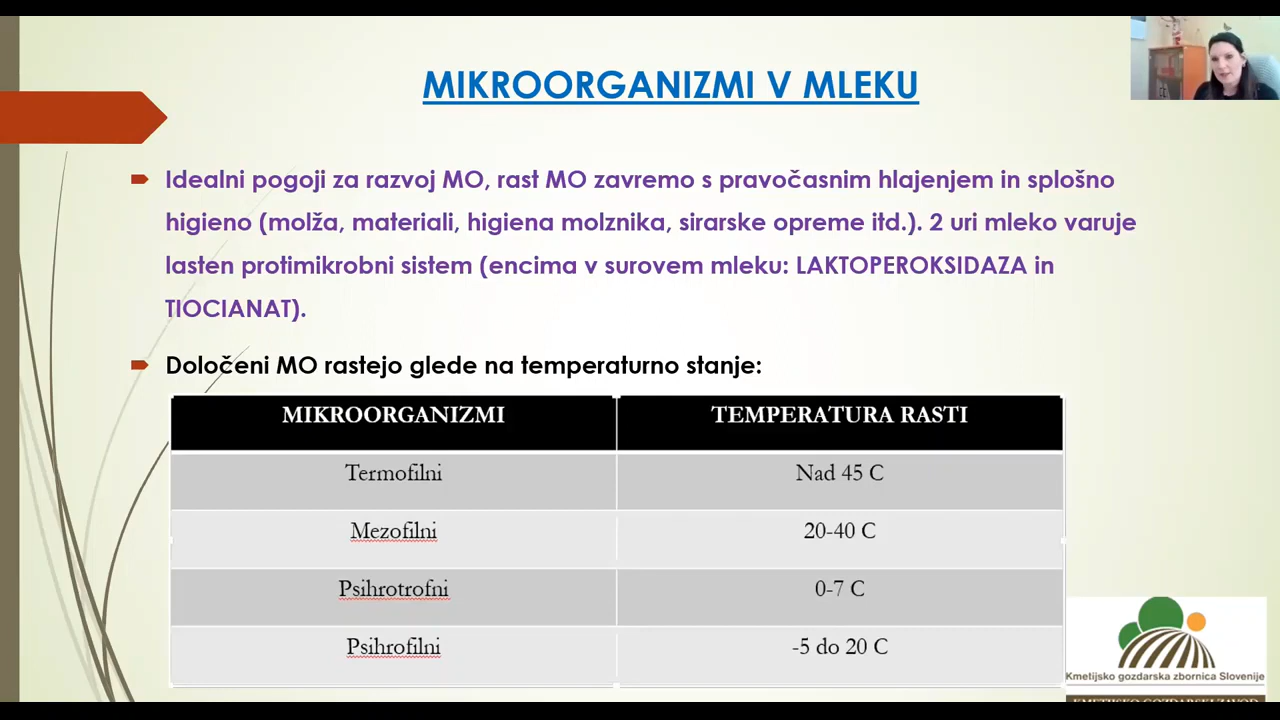 MIKROORGANIZMI V MLEKU
Idealni pogoji za razvoj MO, rast MO zavremo s pravočasnim hlajenjem in splošno
higieno (molža, materiali, higiena molznika, sirarske opreme itd.). 2 uri mleko varuje
lasten protimikrobni sistem (encima v surovem mleku: LAKTOPEROKSIDAZA in
TIOCIANAT).
Določeni MO rastejo glede na temperaturno stanje:
MIKROORGANIZMI TEMPERATURA RASTI
Termofilni Nad 45 C
Mezofilni 20-40 C
Psihrotrofni 0-7 C
Psihrofilni -5 do 20 C
Kmetijsko gozdarska zbornica Slovenije
KMETIJSKO GOZDARSKI ZAVOD